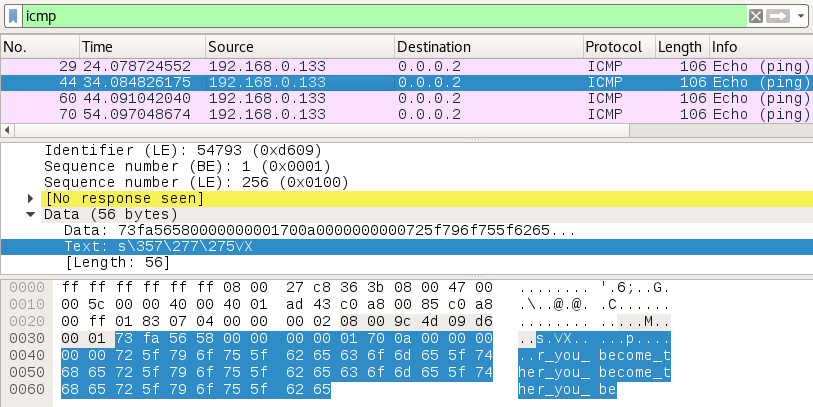 icmp
No. Time Source Destination Protocol Length Info
29 24.078724552 192.168.0.133 0.0.0.2 ICMP 106 Echo (ping)
44 34.084826175 192.168.0.133 0.0.0.2 ICMP 106 Echo (ping)
60 44.091042040 192.168.0.133 0.0.0.2 ICMP 106 Echo (ping)
70 54.097048674 192.168.0.133 0.0.0.2 ICMP 106 Echo (ping)
Identifier (LE): 54793 (0xd609)
Sequence number (BE): 1 (0x0001)
Sequence number (LE): 256 (0x0100)
[No response seen]
Data (56 bytes)
Data: 73fa56580000000001700a0000000000725f796f755f6265...
Text: s\357\277\275VX
[Length: 56]
0000 ff ff ff ff ff ff 08 00 27 c8 36 3b 08 00 47 00 ........ '.6;..G.
0010 00 5c 00 00 40 00 40 01 ad 43 c0 a8 00 85 c0 a8 .\..@.@. .C......
0020 00 ff 01 83 07 04 00 00 00 02 08 00 9c 4d 09 d6 ........ .....M..
0030 00 01 73 fa 56 58 00 00 00 00 01 70 0a 00 00 00 ..s.VX.. ...p....
0040 00 00 72 5f 79 6f 75 5f 62 65 63 6f 6d 65 5f 74 ..r_you_ become_t
0050 68 65 72 5f 79 6f 75 5f 62 65 63 6f 6d 65 5f 74 her_you_ become_t
0060 68 65 72 5f 79 6f 75 5f 62 65 her_you_ be